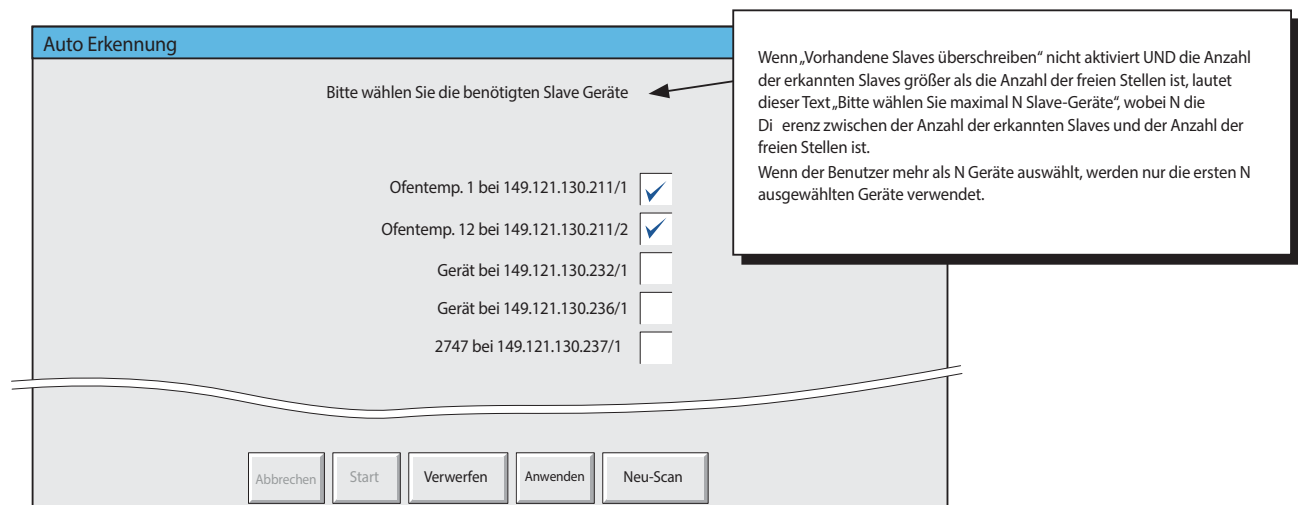 Auto Erkennung
Bitte wählen Sie die benötigten Slave Geräte
Wenn „Vorhandene Slaves überschreiben“ nicht aktiviert UND die Anzahl
der erkannten Slaves größer als die Anzahl der freien Stellen ist, lautet
dieser Text „Bitte wählen Sie maximal N Slave-Geräte“, wobei N die
Di erenz zwischen der Anzahl der erkannten Slaves und der Anzahl der
freien Stellen ist.
Wenn der Benutzer mehr als N Geräte auswählt, werden nur die ersten N
ausgewählten Geräte verwendet.
Ofentemp. 1 bei 149.121.130.211/1
Ofentemp. 12 bei 149.121.130.211/2
Gerät bei 149.121.130.232/1
Gerät bei 149.121.130.236/1
2747 bei 149.121.130.237/1
Abbrechen Start Verwerfen Anwenden Neu-Scan